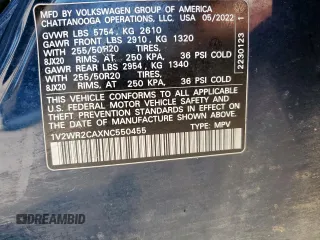 MFD BY VOLKSWAGEN GROUP OF AMERICA
CHATTANOOGA OPERATIONS, LLC. USA 05/2022 1
GVWR LBS 5754, KG 2610
GAWR FRONT LBS 2910, KG 1320
WITH 255/50R20 TIRES,
8JX20 RIMS, AT 250 KPA, 36 PSI COLD
GAWR REAR LBS 2954, KG 1340
WITH 255/50R20 TIRES,
8JX20 RIMS, AT 250 KPA, 36 PSI COLD
THIS VEHICLE CONFORMS TO ALL APPLICABLE
U.S. FEDERAL MOTOR VEHICLE SAFETY, BUMPER, AND
THEFT PREVENTION STANDARDS IN EFFECT ON THE
DATE OF MANUFACTURE SHOWN ABOVE.
1V2WR2CAXNC550455 TYPE: MPV
2230123
© DREAMBID